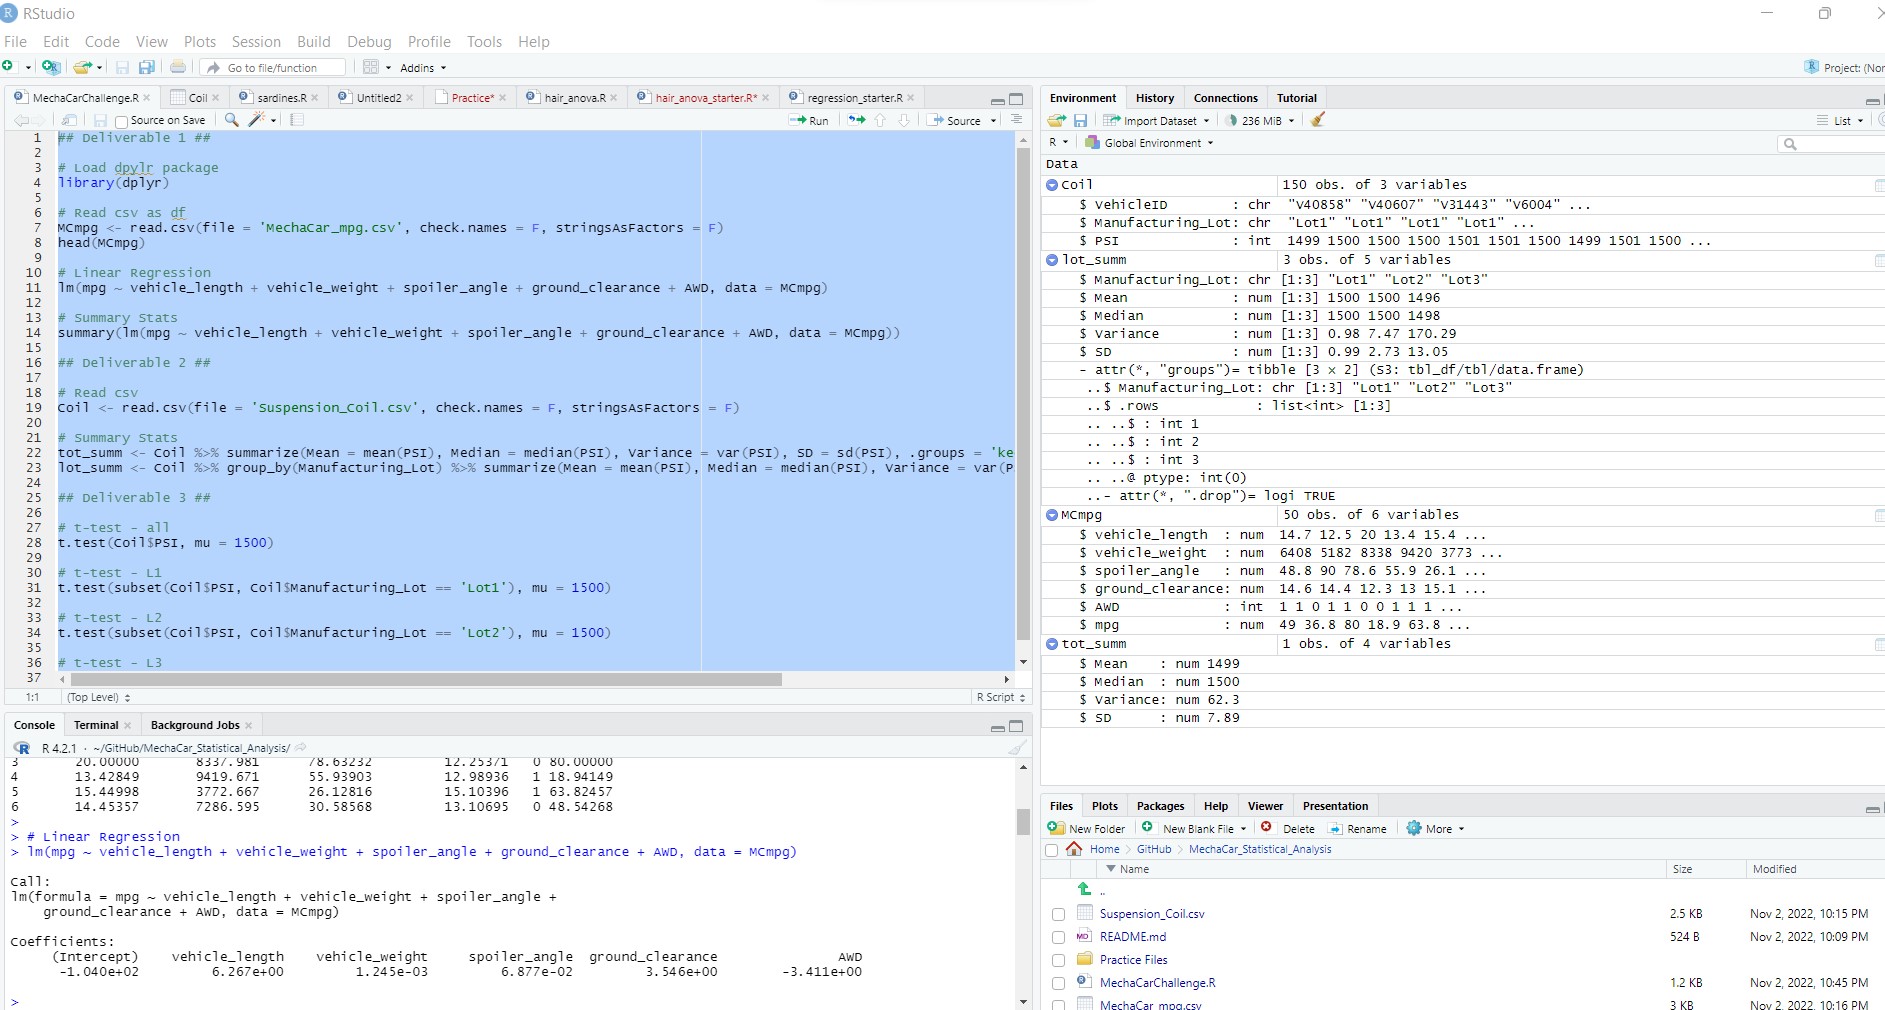 RStudio
File Edit Code View Plots Session Build Debug Profile Tools Help
Go to file/function Addins Project: (Nor
MechaCarChallenge.R Coil sardines.R Untitled2 Practice* hair_anova.R hair_anova_starter.R* regression_starter.R
Source on Save Run Source
1 ## Deliverable 1 ##
2
3 # Load dpylr package
4 library(dplyr)
5
6 # Read csv as df
7 MCmpg <- read.csv(file = 'MechaCar_mpg.csv', check.names = F, stringsAsFactors = F)
8 head(MCmpg)
9
10 # Linear Regression
11 lm(mpg ~ vehicle_length + vehicle_weight + spoiler_angle + ground_clearance + AWD, data = MCmpg)
12
13 # Summary Stats
14 summary(lm(mpg ~ vehicle_length + vehicle_weight + spoiler_angle + ground_clearance + AWD, data = MCmpg))
15
16 ## Deliverable 2 ##
17
18 # Read csv
19 Coil <- read.csv(file = 'Suspension_Coil.csv', check.names = F, stringsAsFactors = F)
20
21 # Summary Stats
22 tot_summ <- Coil %>% summarize(Mean = mean(PSI), Median = median(PSI), Variance = var(PSI), SD = sd(PSI), .groups = 'ke
23 lot_summ <- Coil %>% group_by(Manufacturing_Lot) %>% summarize(Mean = mean(PSI), Median = median(PSI), Variance = var(P
24
25 ## Deliverable 3 ##
26
27 # t-test - all
28 t.test(Coil$PSI, mu = 1500)
29
30 # t-test - L1
31 t.test(subset(Coil$PSI, Coil$Manufacturing_Lot == 'Lot1'), mu = 1500)
32
33 # t-test - L2
34 t.test(subset(Coil$PSI, Coil$Manufacturing_Lot == 'Lot2'), mu = 1500)
35
36 # t-test - L3
37
1:1 (Top Level) R Script
Console Terminal Background Jobs
R 4.2.1 · ~/GitHub/MechaCar_Statistical_Analysis/
3 20.00000 8337.981 78.63232 12.25371 0 80.00000
4 13.42849 9419.671 55.93903 12.98936 1 18.94149
5 15.44998 3772.667 26.12816 15.10396 1 63.82457
6 14.45357 7286.595 30.58568 13.10695 0 48.54268
>
> # Linear Regression
> lm(mpg ~ vehicle_length + vehicle_weight + spoiler_angle + ground_clearance + AWD, data = MCmpg)
Call:
lm(formula = mpg ~ vehicle_length + vehicle_weight + spoiler_angle +
ground_clearance + AWD, data = MCmpg)
Coefficients:
(Intercept) vehicle_length vehicle_weight spoiler_angle ground_clearance AWD
-1.040e+02 6.267e+00 1.245e-03 6.877e-02 3.546e+00 -3.411e+00
>
Environment History Connections Tutorial
Import Dataset 236 MiB List
R Global Environment
Data
Coil 150 obs. of 3 variables
$ VehicleID : chr "V40858" "V40607" "V31443" "V6004" ...
$ Manufacturing_Lot: chr "Lot1" "Lot1" "Lot1" "Lot1" ...
$ PSI : int 1499 1500 1500 1500 1501 1501 1500 1499 1501 1500 ...
lot_summ 3 obs. of 5 variables
$ Manufacturing_Lot: chr [1:3] "Lot1" "Lot2" "Lot3"
$ Mean : num [1:3] 1500 1500 1496
$ Median : num [1:3] 1500 1500 1498
$ Variance : num [1:3] 0.98 7.47 170.29
$ SD : num [1:3] 0.99 2.73 13.05
- attr(*, "groups")= tibble [3 × 2] (S3: tbl_df/tbl/data.frame)
..$ Manufacturing_Lot: chr [1:3] "Lot1" "Lot2" "Lot3"
..$ .rows : list<int> [1:3]
.. ..$ : int 1
.. ..$ : int 2
.. ..$ : int 3
.. ..@ ptype: int(0)
..- attr(*, ".drop")= logi TRUE
MCmpg 50 obs. of 6 variables
$ vehicle_length : num 14.7 12.5 20 13.4 15.4 ...
$ vehicle_weight : num 6408 5182 8338 9420 3773 ...
$ spoiler_angle : num 48.8 90 78.6 55.9 26.1 ...
$ ground_clearance: num 14.6 14.4 12.3 13 15.1 ...
$ AWD : int 1 1 0 1 1 0 0 1 1 1 ...
$ mpg : num 49 36.8 80 18.9 63.8 ...
tot_summ 1 obs. of 4 variables
$ Mean : num 1499
$ Median : num 1500
$ Variance: num 62.3
$ SD : num 7.89
Files Plots Packages Help Viewer Presentation
New Folder New Blank File Delete Rename More
Home GitHub MechaCar_Statistical_Analysis
Name Size Modified
..
Suspension_Coil.csv 2.5 KB Nov 2, 2022, 10:15 PM
README.md 524 B Nov 2, 2022, 10:09 PM
Practice Files
MechaCarChallenge.R 1.2 KB Nov 2, 2022, 10:45 PM
MechaCar_mpg.csv 3 KB Nov 2, 2022, 10:16 PM